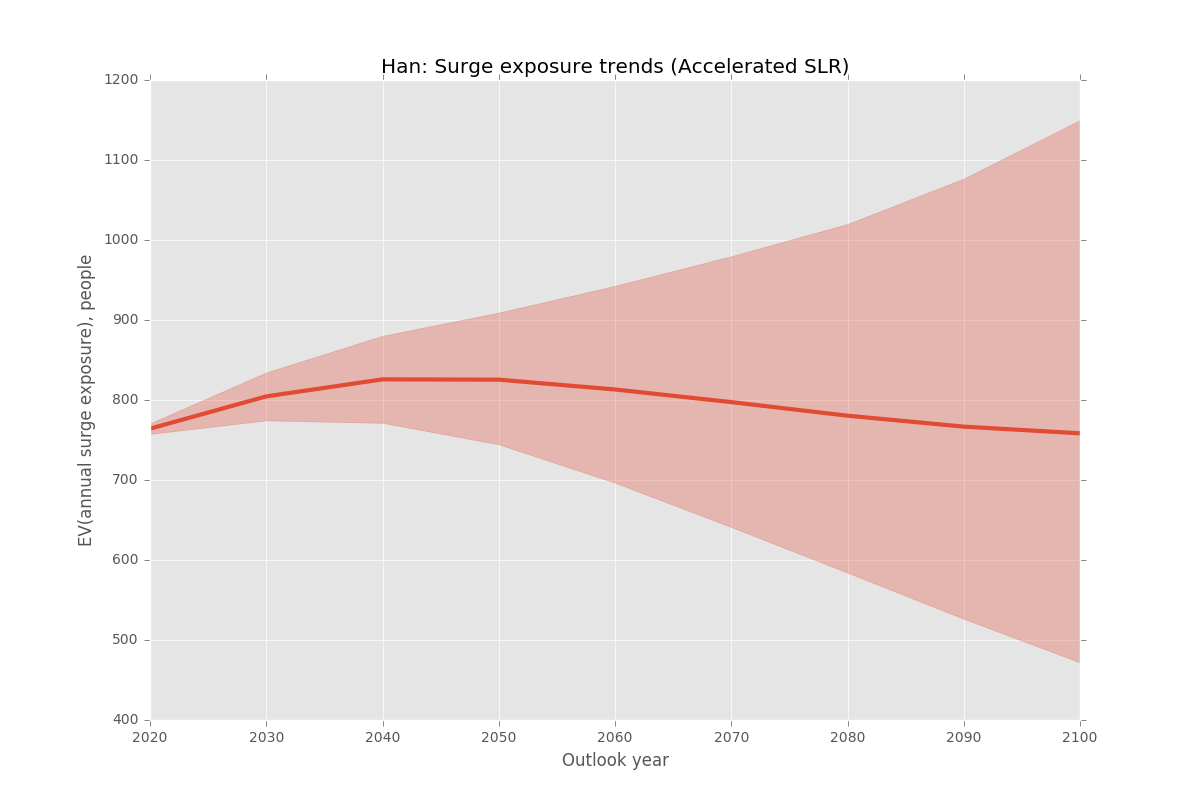 Han: Surge exposure trends (Accelerated SLR)
1200
1100
1000
900
800
700
600
500
400
EV(annual surge exposure), people
2020 2030 2040 2050 2060 2070 2080 2090 2100
Outlook year